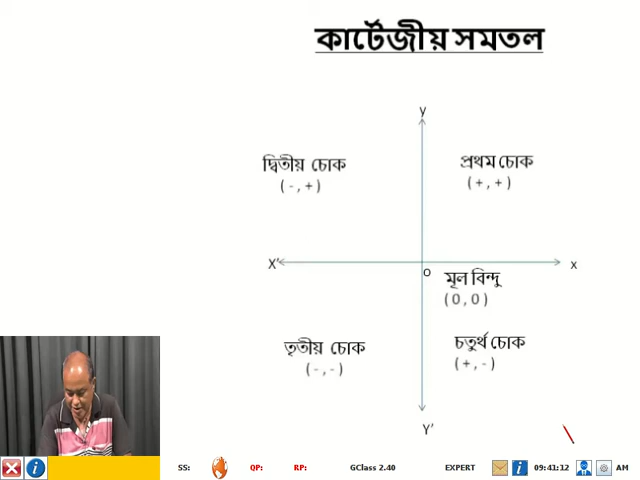 কার্টেজীয় সমতল
y
দ্বিতীয় চোক
( - , + )
প্রথম চোক
( + , + )
X′
x
O
মূল বিন্দু
( 0 , 0 )
তৃতীয় চোক
( - , - )
চতুর্থ চোক
( + , - )
Y′
SS: QP: RP: GClass 2.40 EXPERT 09:41:12 AM